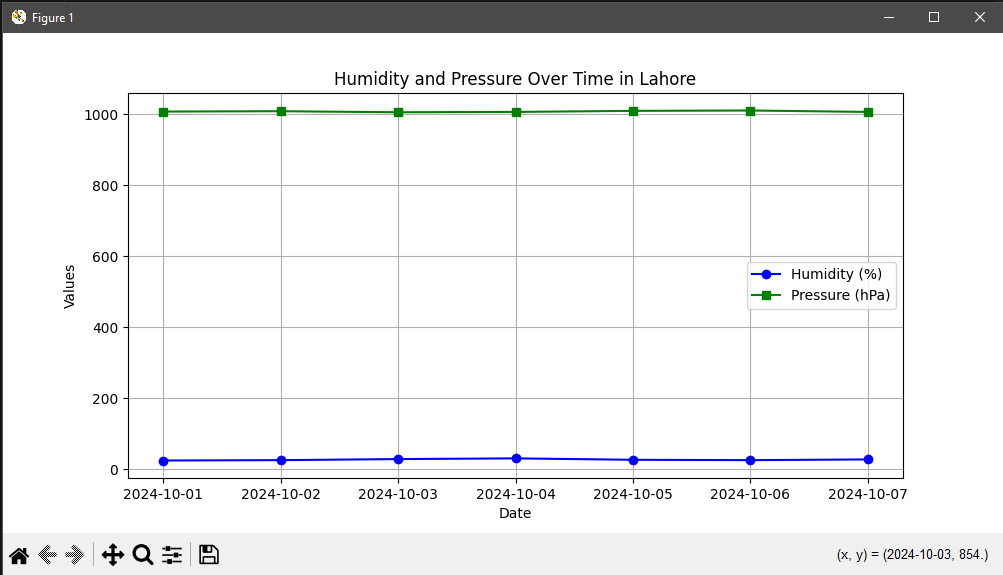 Figure 1
Humidity and Pressure Over Time in Lahore
1000
800
600
400
200
0
Values
Humidity (%)
Pressure (hPa)
2024-10-01 2024-10-02 2024-10-03 2024-10-04 2024-10-05 2024-10-06 2024-10-07
Date
(x, y) = (2024-10-03, 854.)